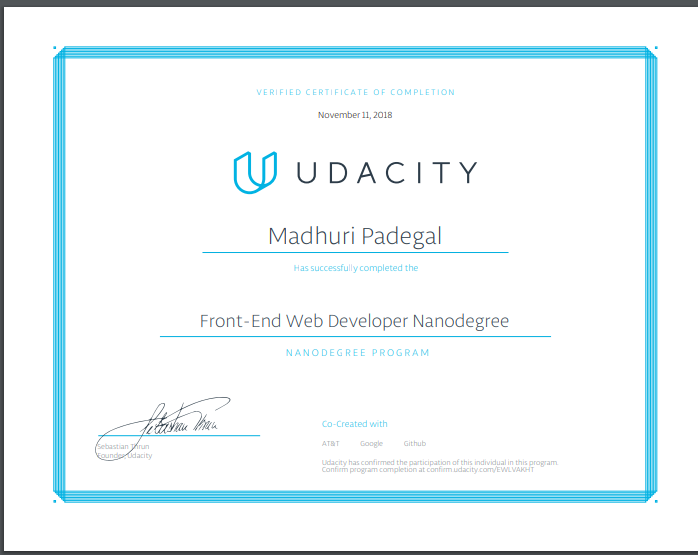 VERIFIED CERTIFICATE OF COMPLETION
November 11, 2018
UDACITY
Madhuri Padegal
Has successfully completed the
Front-End Web Developer Nanodegree
NANODEGREE PROGRAM
Sebastian Thrun
Sebastian Thrun
Founder, Udacity
Co-Created with
AT&T Google Github
Udacity has confirmed the participation of this individual in this program.
Confirm program completion at confirm.udacity.com/EWLVAKHT